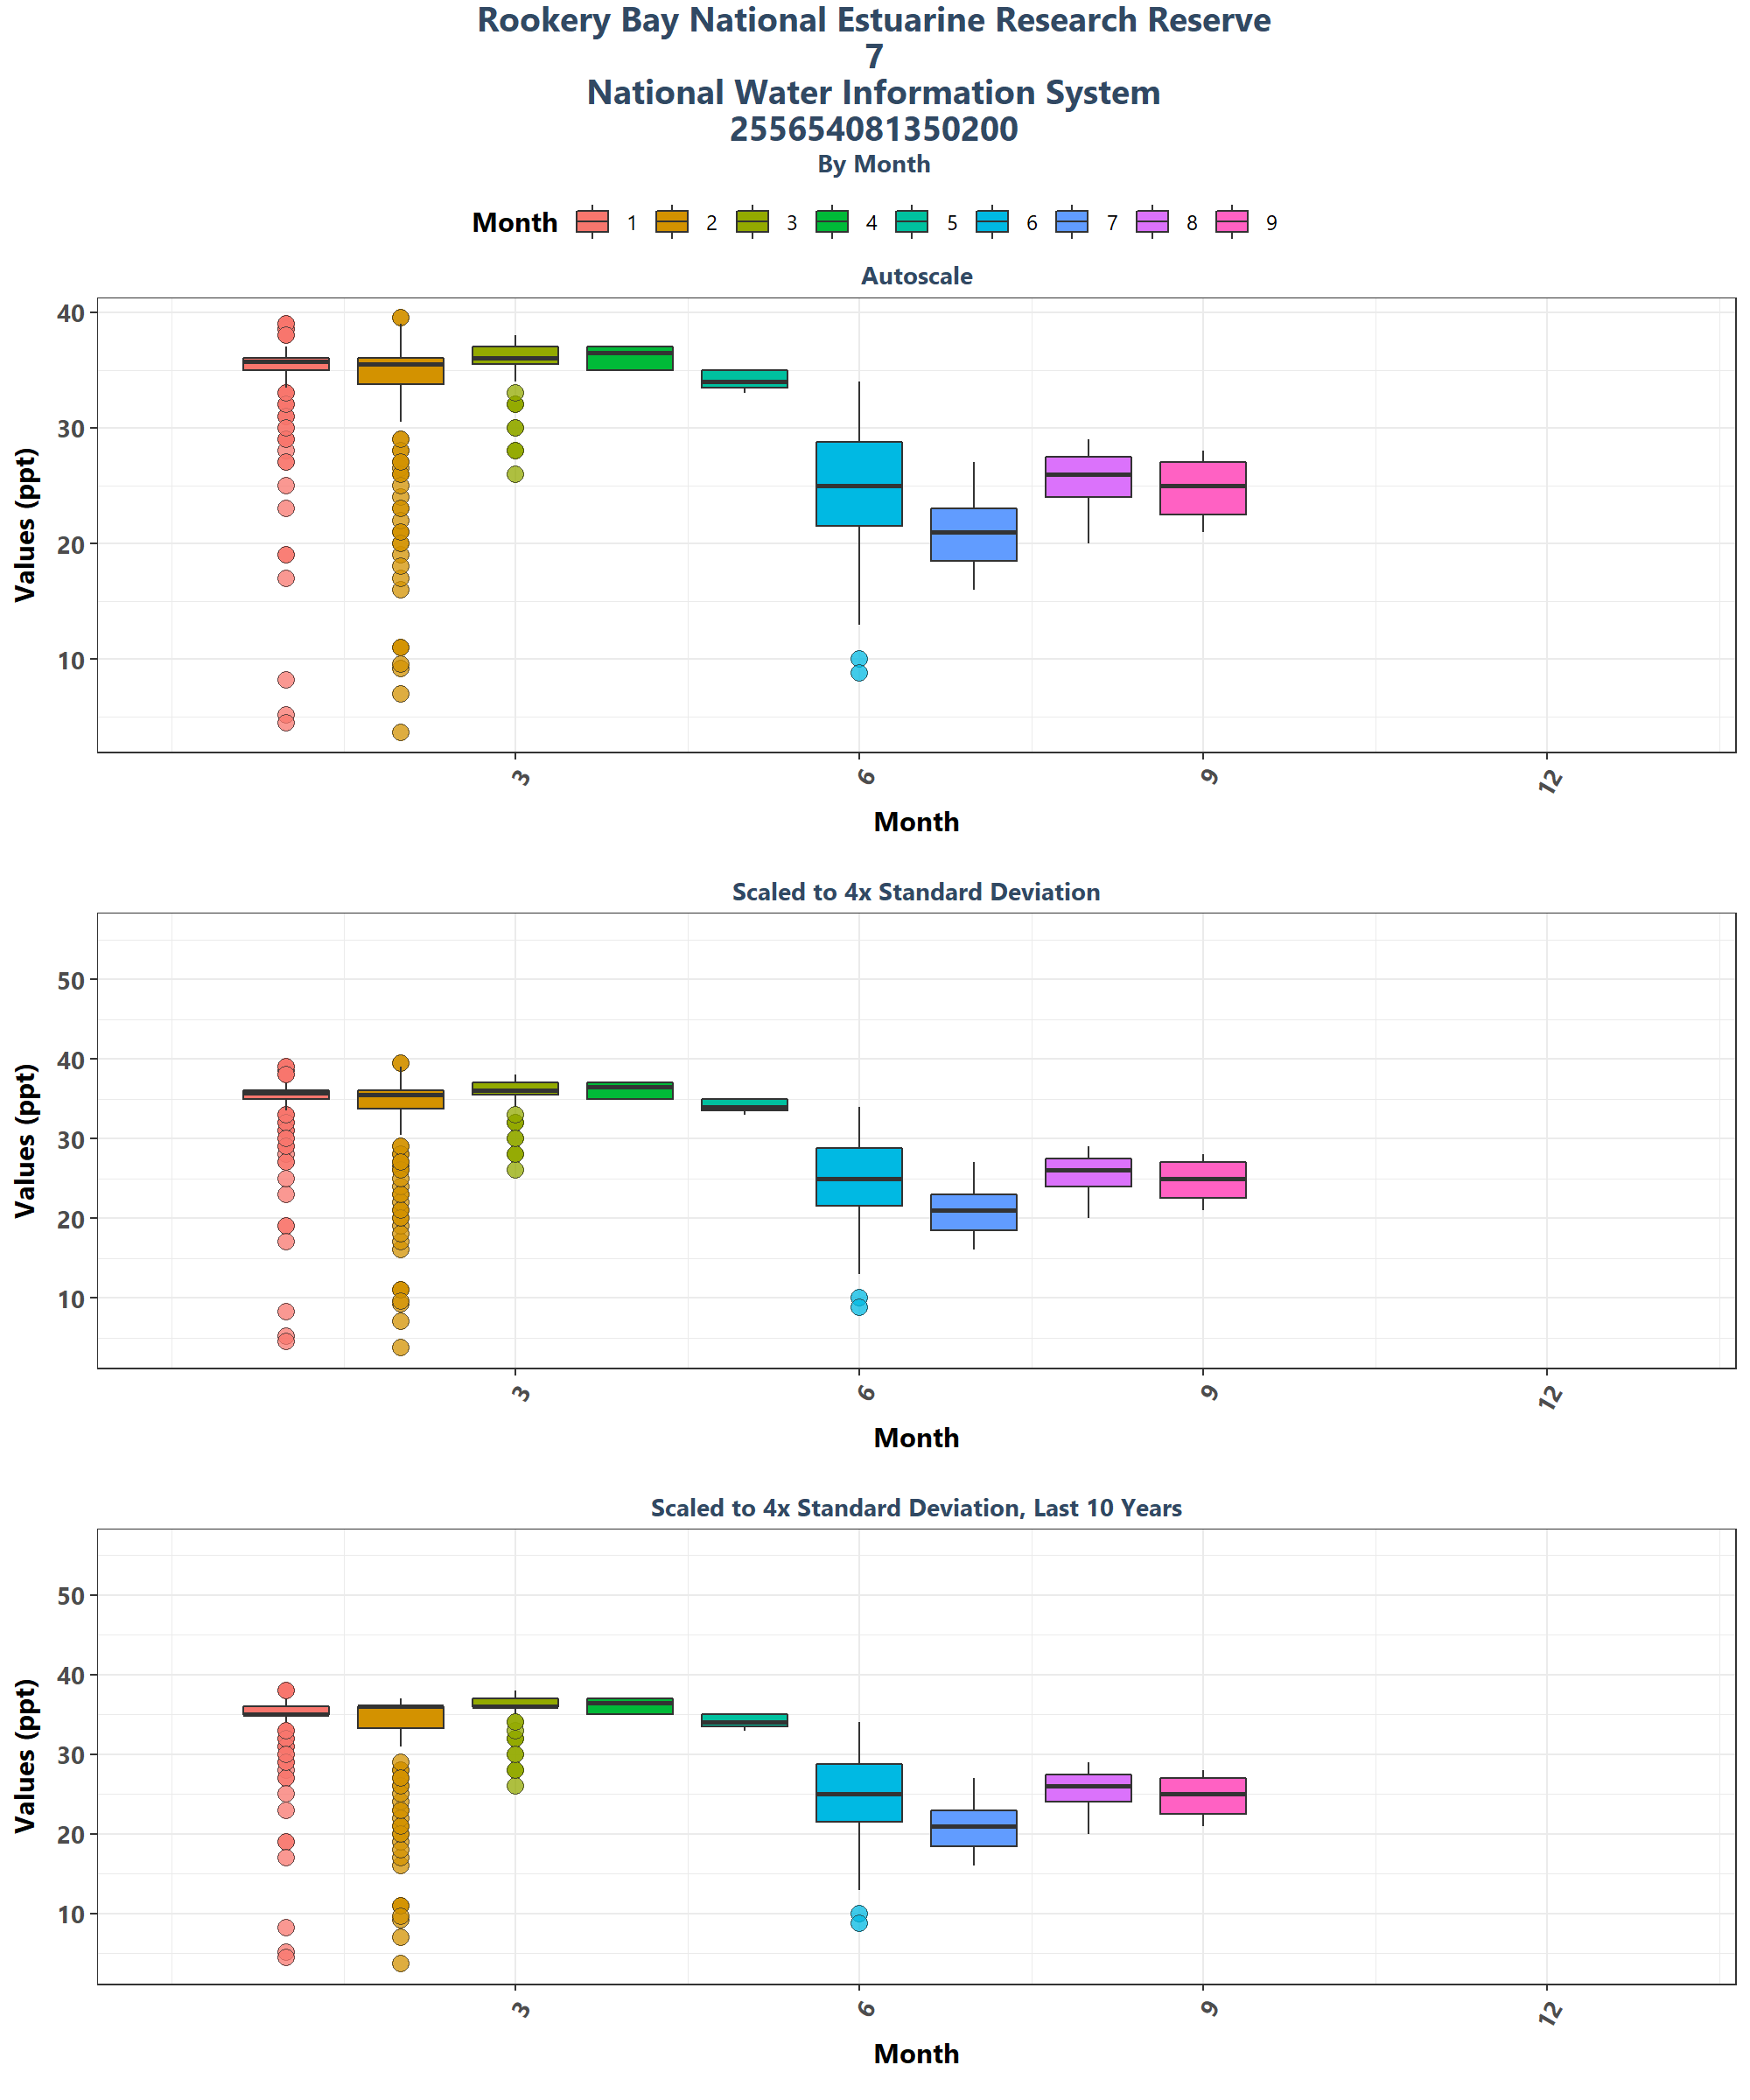 Rookery Bay National Estuarine Research Reserve
7
National Water Information System
255654081350200
By Month
Month 1 2 3 4 5 6 7 8 9
Autoscale
Values (ppt)
40
30
20
10
3 6 9 12
Month
Scaled to 4x Standard Deviation
Values (ppt)
50
40
30
20
10
3 6 9 12
Month
Scaled to 4x Standard Deviation, Last 10 Years
Values (ppt)
50
40
30
20
10
3 6 9 12
Month